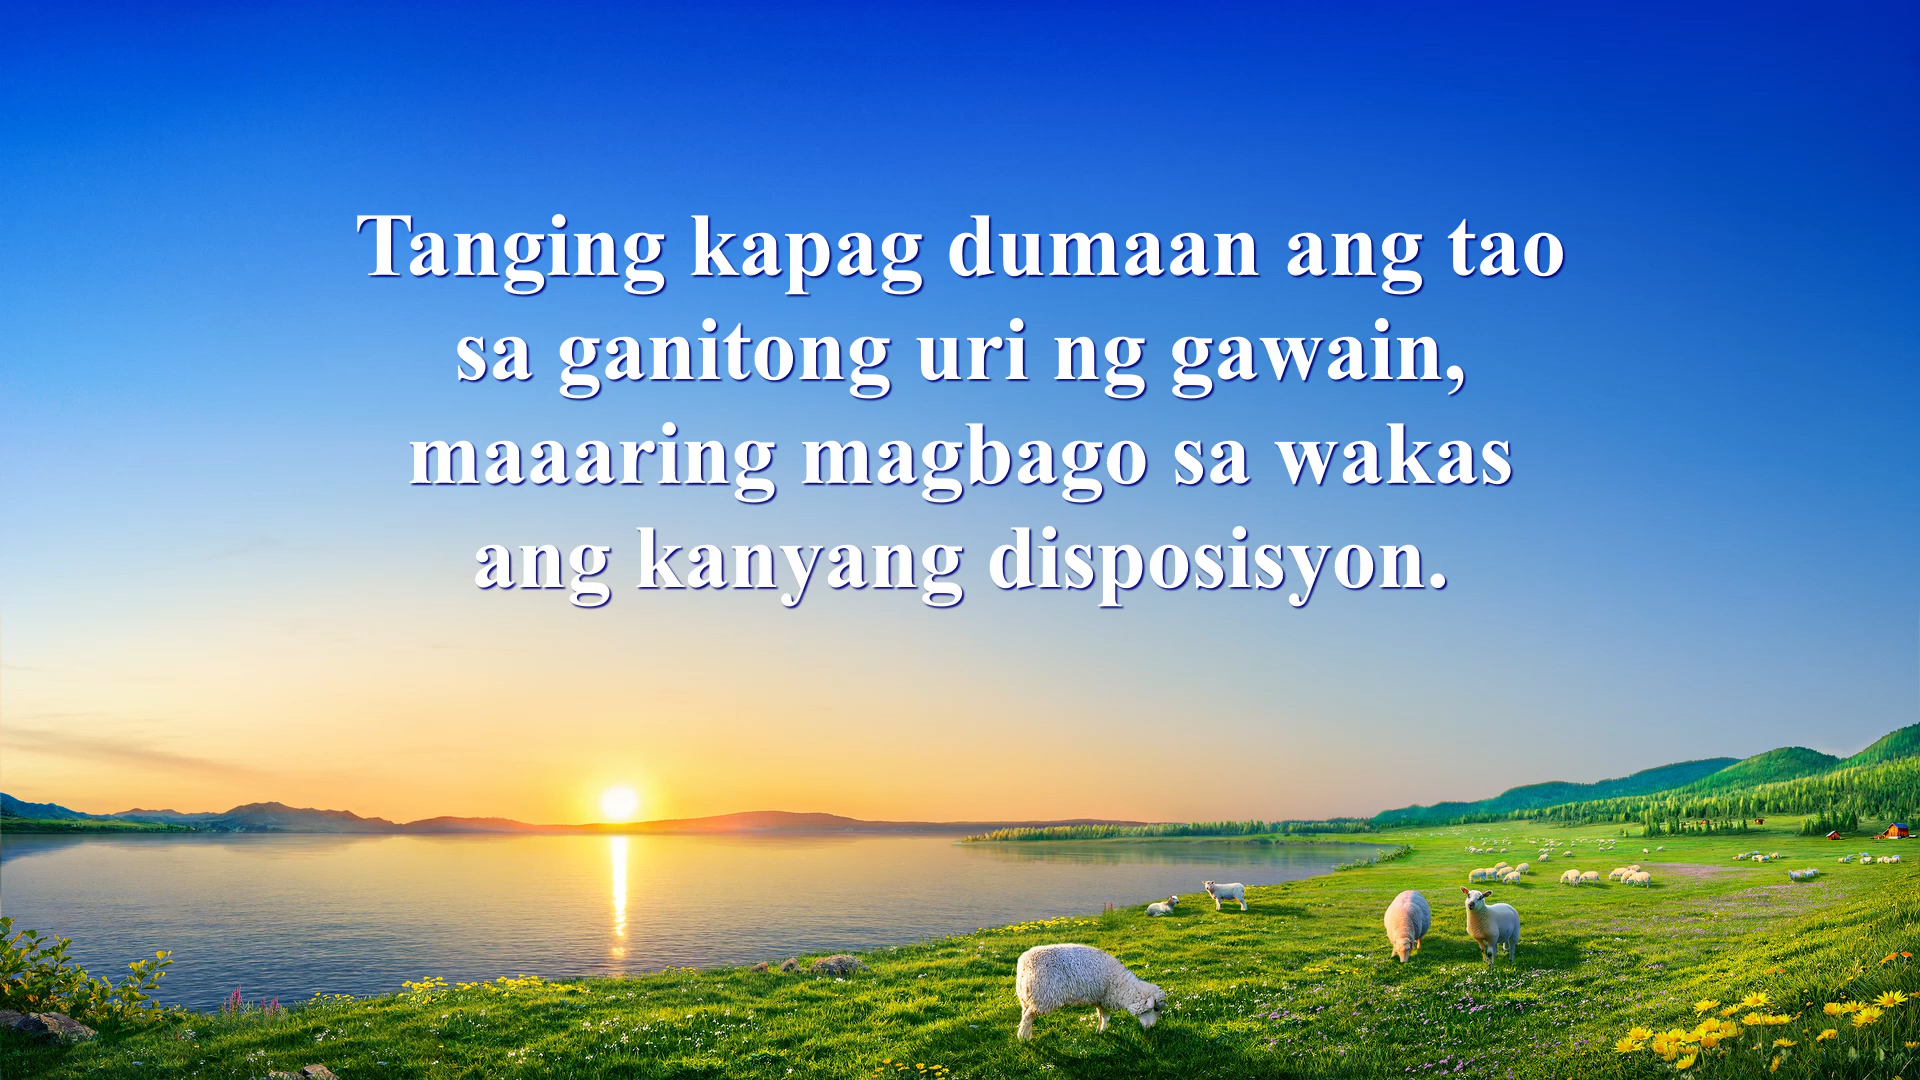 Tanging kapag dumaan ang tao
sa ganitong uri ng gawain,
maaaring magbago sa wakas
ang kanyang disposisyon.